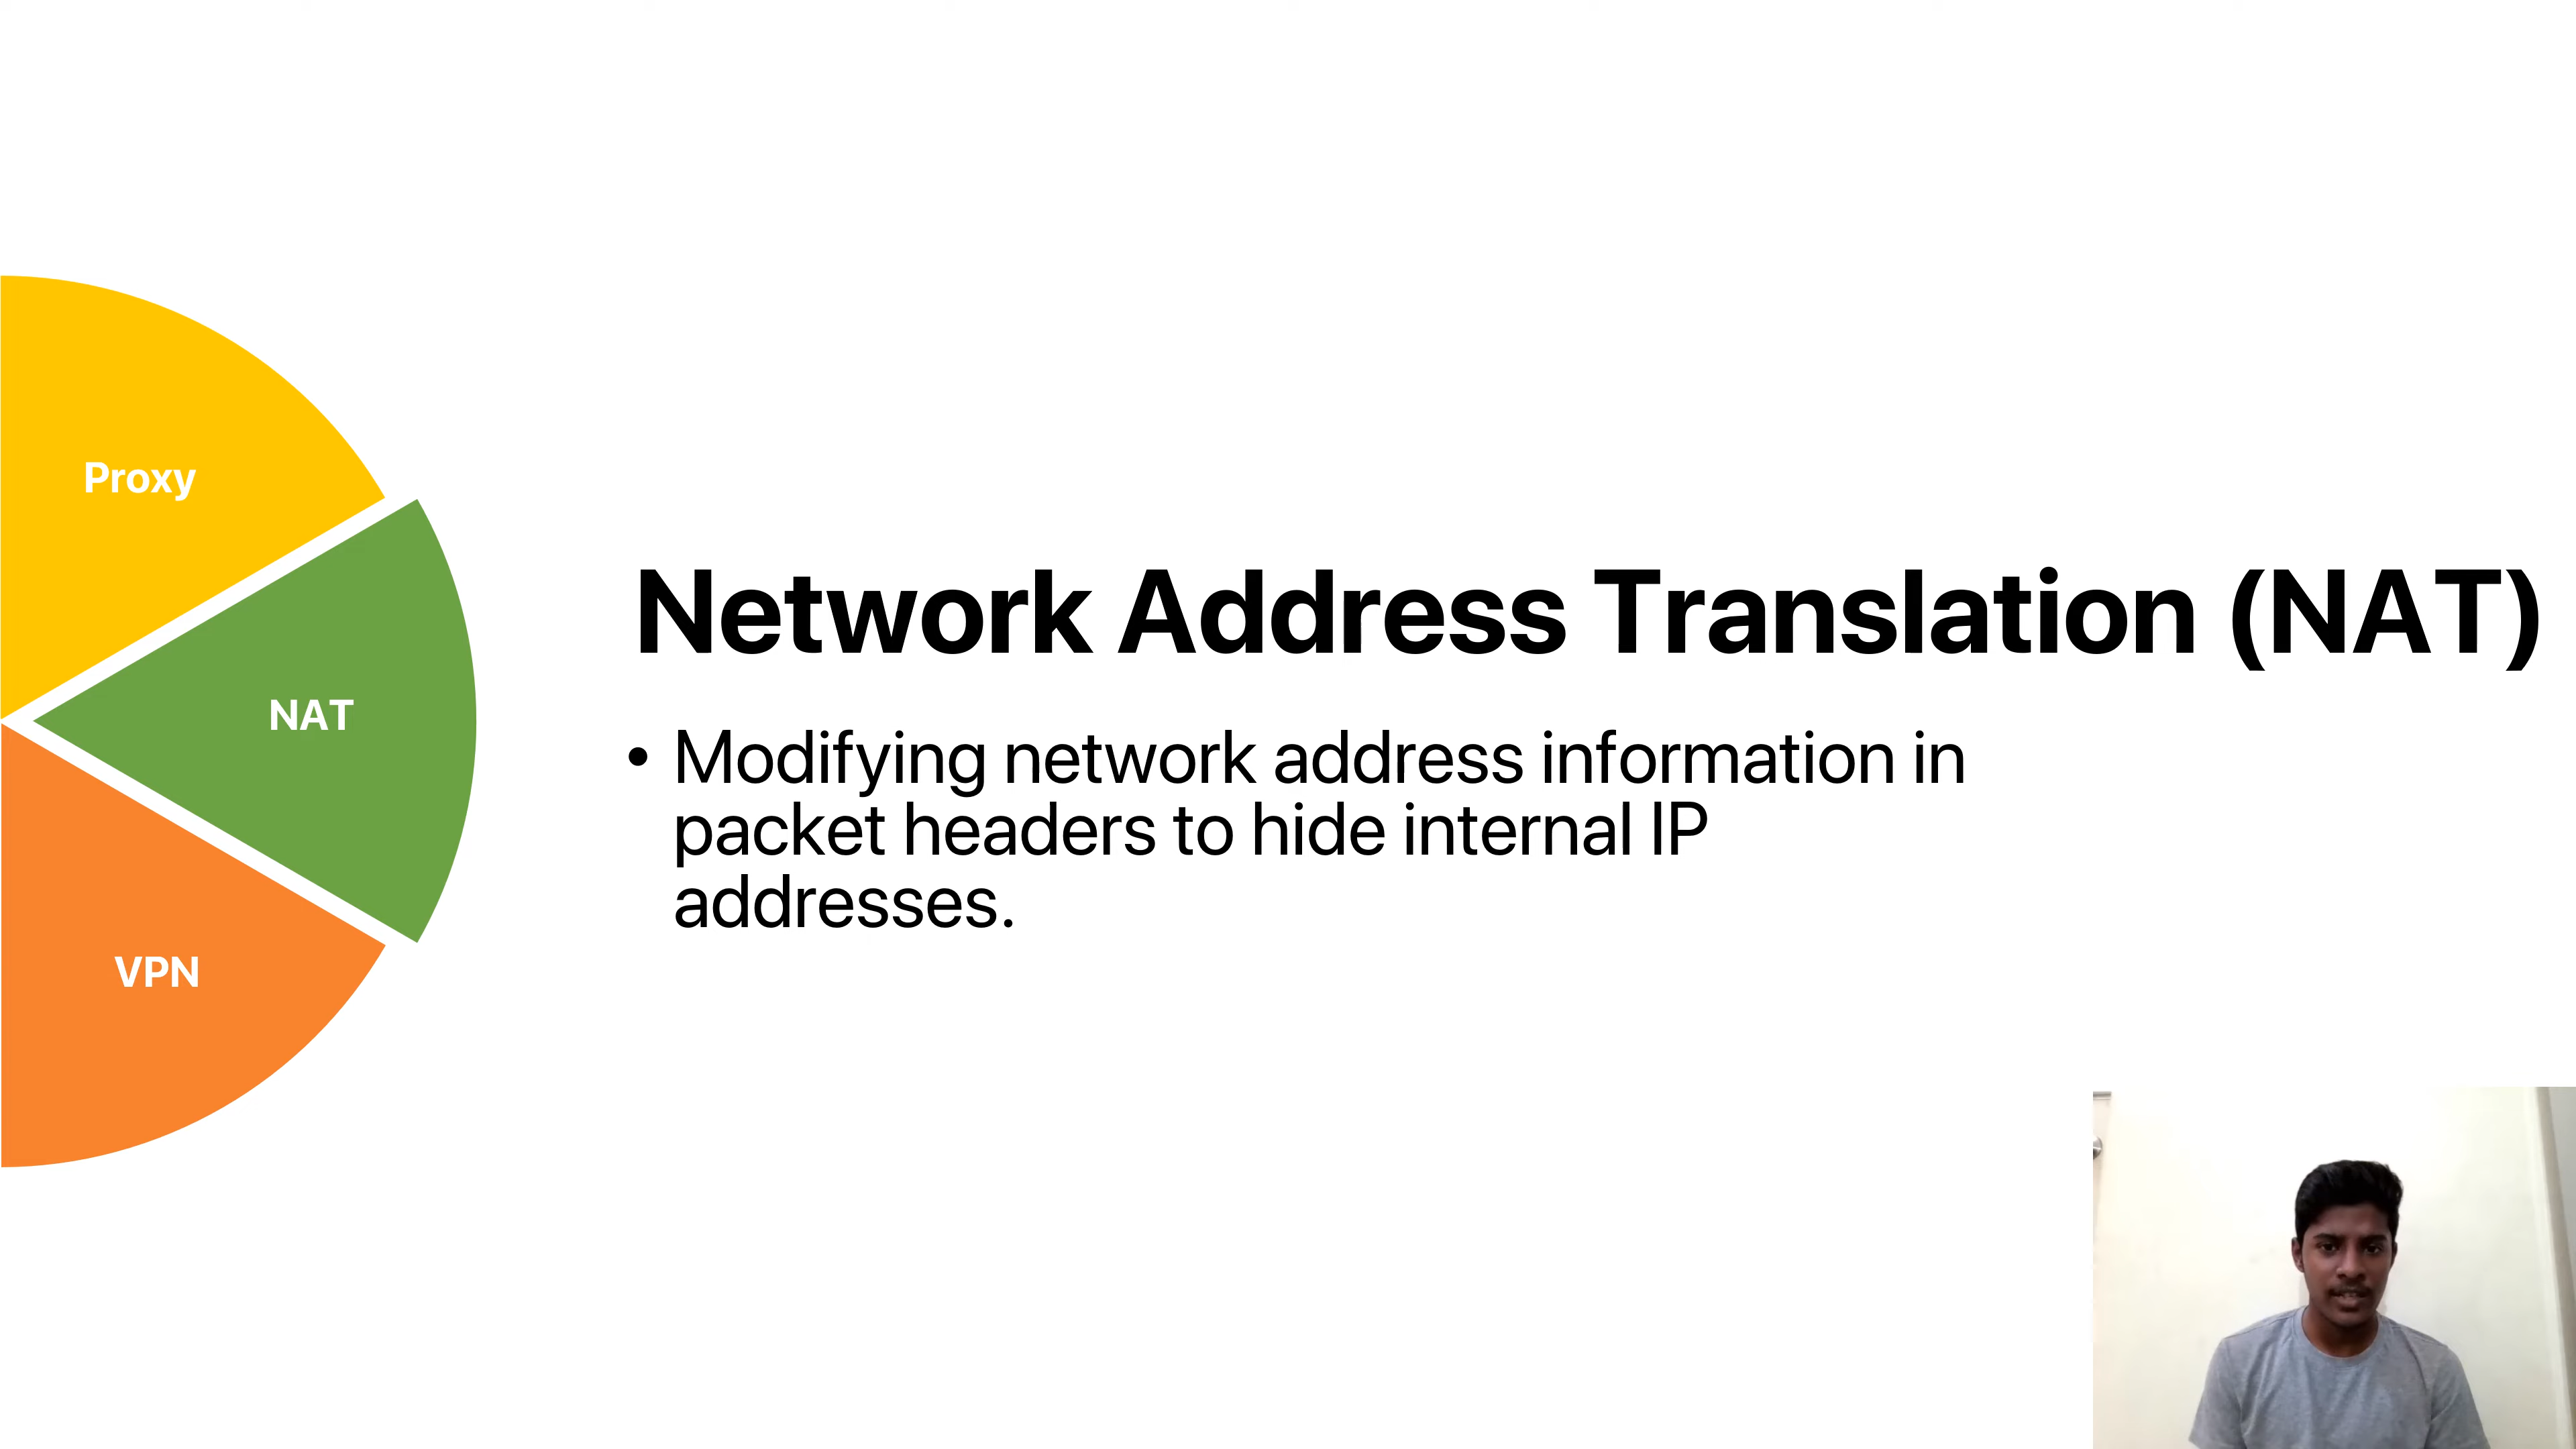 Proxy
NAT
VPN
Network Address Translation (NAT)
• Modifying network address information in
packet headers to hide internal IP
addresses.